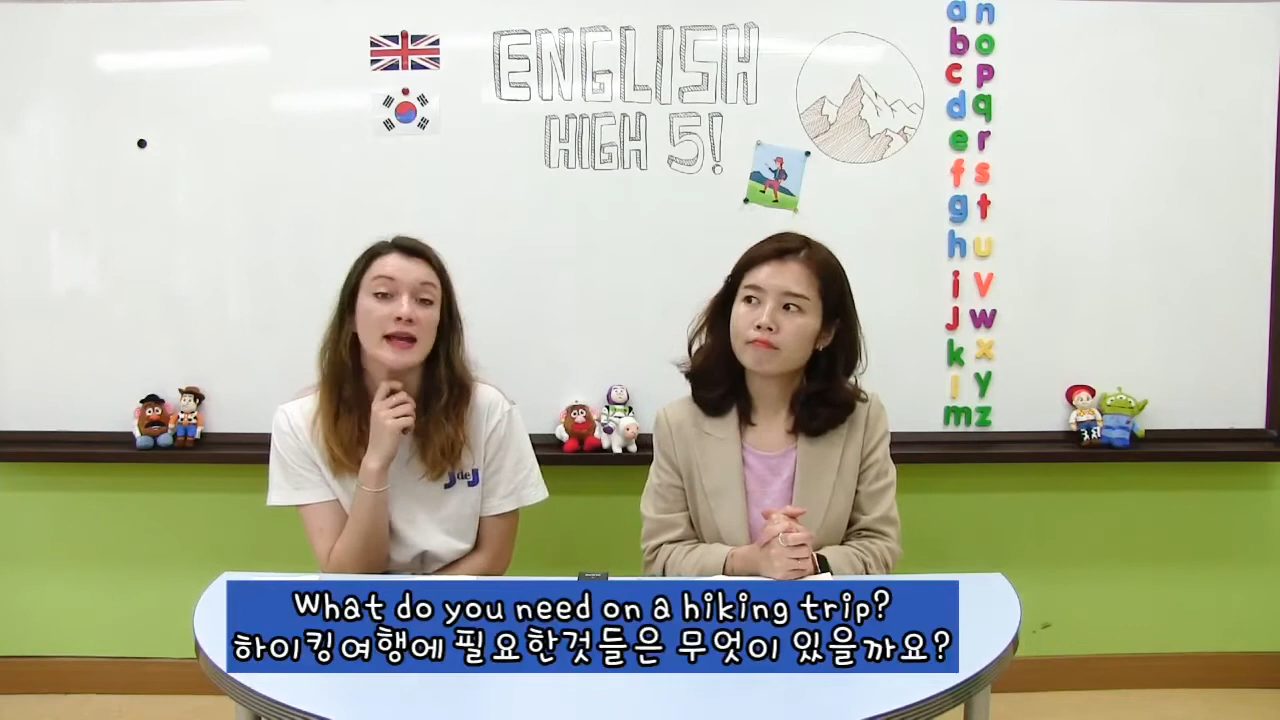 ENGLISH
HIGH 5!
a n
b o
c p
d q
e r
f s
g t
h u
i v
j w
k x
l y
m z
J de J
What do you need on a hiking trip?
하이킹여행에 필요한것들은 무엇이 있을까요?